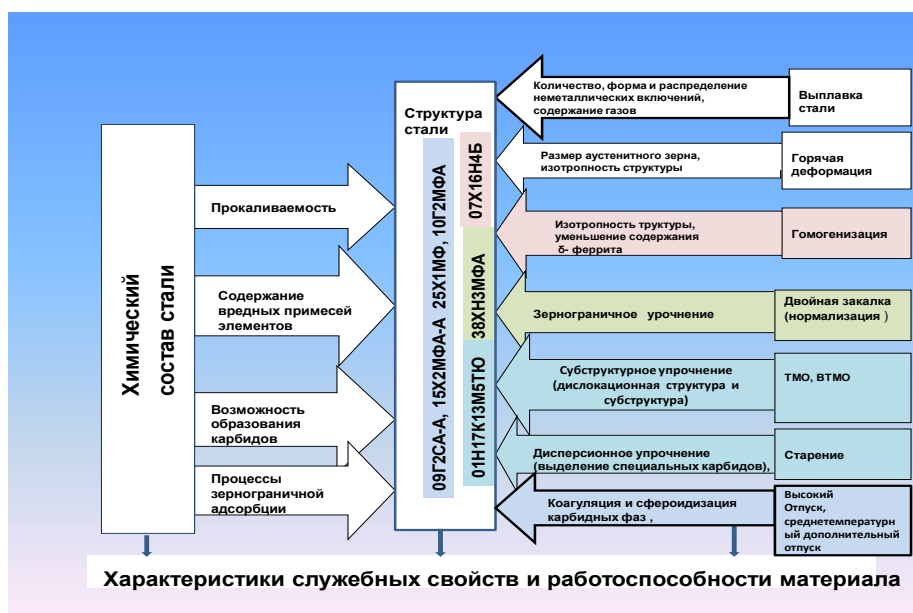 Химический
состав стали
Прокаливаемость
Содержание
вредных примесей
элементов
Возможность
образования
карбидов
Процессы
зернограничной
адсорбции
Структура
стали
09Г2СА-А, 15Х2МФА-А 25Х1МФ, 10Г2МФА
07Х16Н4Б
38ХН3МФА
01Н17К13М5ТЮ
Количество, форма и распределение
неметаллических включений,
содержание газов
Выплавка
стали
Размер аустенитного зерна,
изотропность структуры
Горячая
деформация
Изотропность труктуры,
уменьшение содержания
δ- феррита
Гомогенизация
Зернограничное урочнение
Двойная закалка
(нормализация )
Субструктурное упрочнение
(дислокационная структура и
субструктура)
ТМО, ВТМО
Дисперсионное упрочнение
(выделение специальных карбидов),
Старение
Коагуляция и сфероидизация
карбидных фаз ,
Высокий
Отпуск,
среднетемпературн
ый дополнительный
отпуск
Характеристики служебных свойств и работоспособности материала